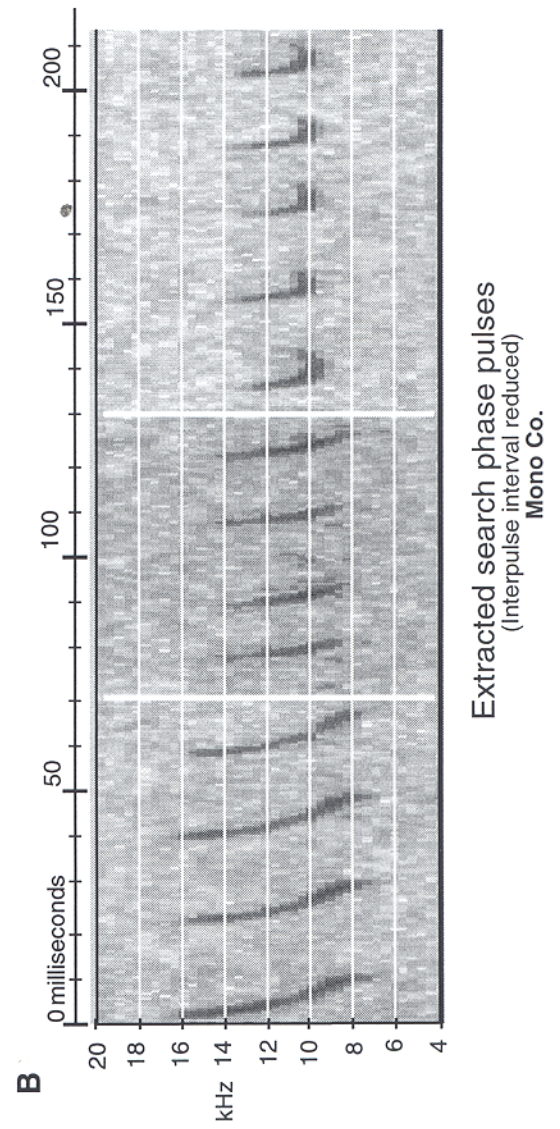 B
0 milliseconds
50
100
150
200
20
18
16
14
12
10
8
6
4
kHz
Extracted search phase pulses
(Interpulse interval reduced)
Mono Co.